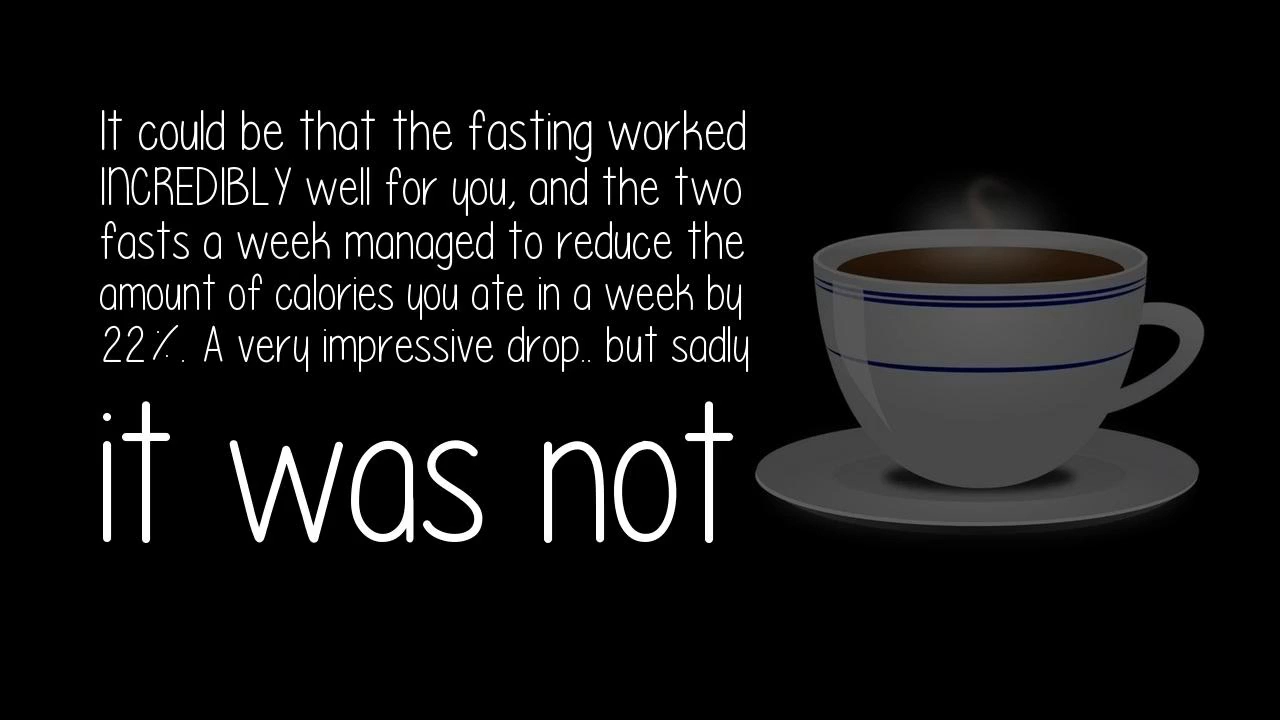 It could be that the fasting worked
INCREDIBLY well for you, and the two
fasts a week managed to reduce the
amount of calories you ate in a week by
22%. A very impressive drop.. but sadly
it was not